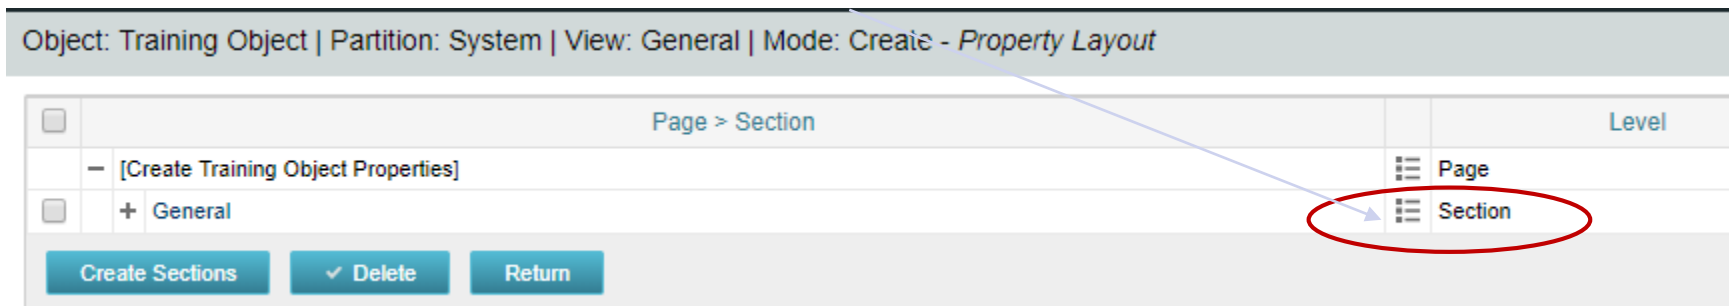 Object: Training Object | Partition: System | View: General | Mode: Create - Property Layout
Page > Section Level
[Create Training Object Properties] Page
General Section
Create Sections Delete Return